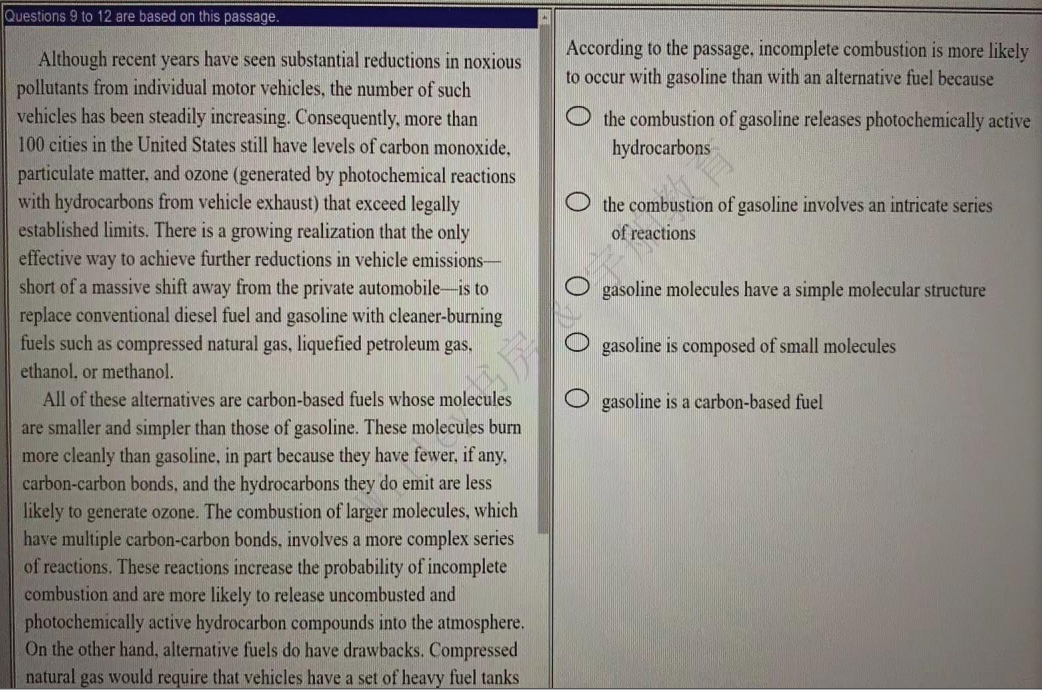 Questions 9 to 12 are based on this passage.
Although recent years have seen substantial reductions in noxious
pollutants from individual motor vehicles, the number of such
vehicles has been steadily increasing. Consequently, more than
100 cities in the United States still have levels of carbon monoxide,
particulate matter, and ozone (generated by photochemical reactions
with hydrocarbons from vehicle exhaust) that exceed legally
established limits. There is a growing realization that the only
effective way to achieve further reductions in vehicle emissions—
short of a massive shift away from the private automobile—is to
replace conventional diesel fuel and gasoline with cleaner-burning
fuels such as compressed natural gas, liquefied petroleum gas,
ethanol, or methanol.
All of these alternatives are carbon-based fuels whose molecules
are smaller and simpler than those of gasoline. These molecules burn
more cleanly than gasoline, in part because they have fewer, if any,
carbon-carbon bonds, and the hydrocarbons they do emit are less
likely to generate ozone. The combustion of larger molecules, which
have multiple carbon-carbon bonds, involves a more complex series
of reactions. These reactions increase the probability of incomplete
combustion and are more likely to release uncombusted and
photochemically active hydrocarbon compounds into the atmosphere.
On the other hand, alternative fuels do have drawbacks. Compressed
natural gas would require that vehicles have a set of heavy fuel tanks
According to the passage, incomplete combustion is more likely
to occur with gasoline than with an alternative fuel because
the combustion of gasoline releases photochemically active
hydrocarbons
the combustion of gasoline involves an intricate series
of reactions
gasoline molecules have a simple molecular structure
gasoline is composed of small molecules
gasoline is a carbon-based fuel